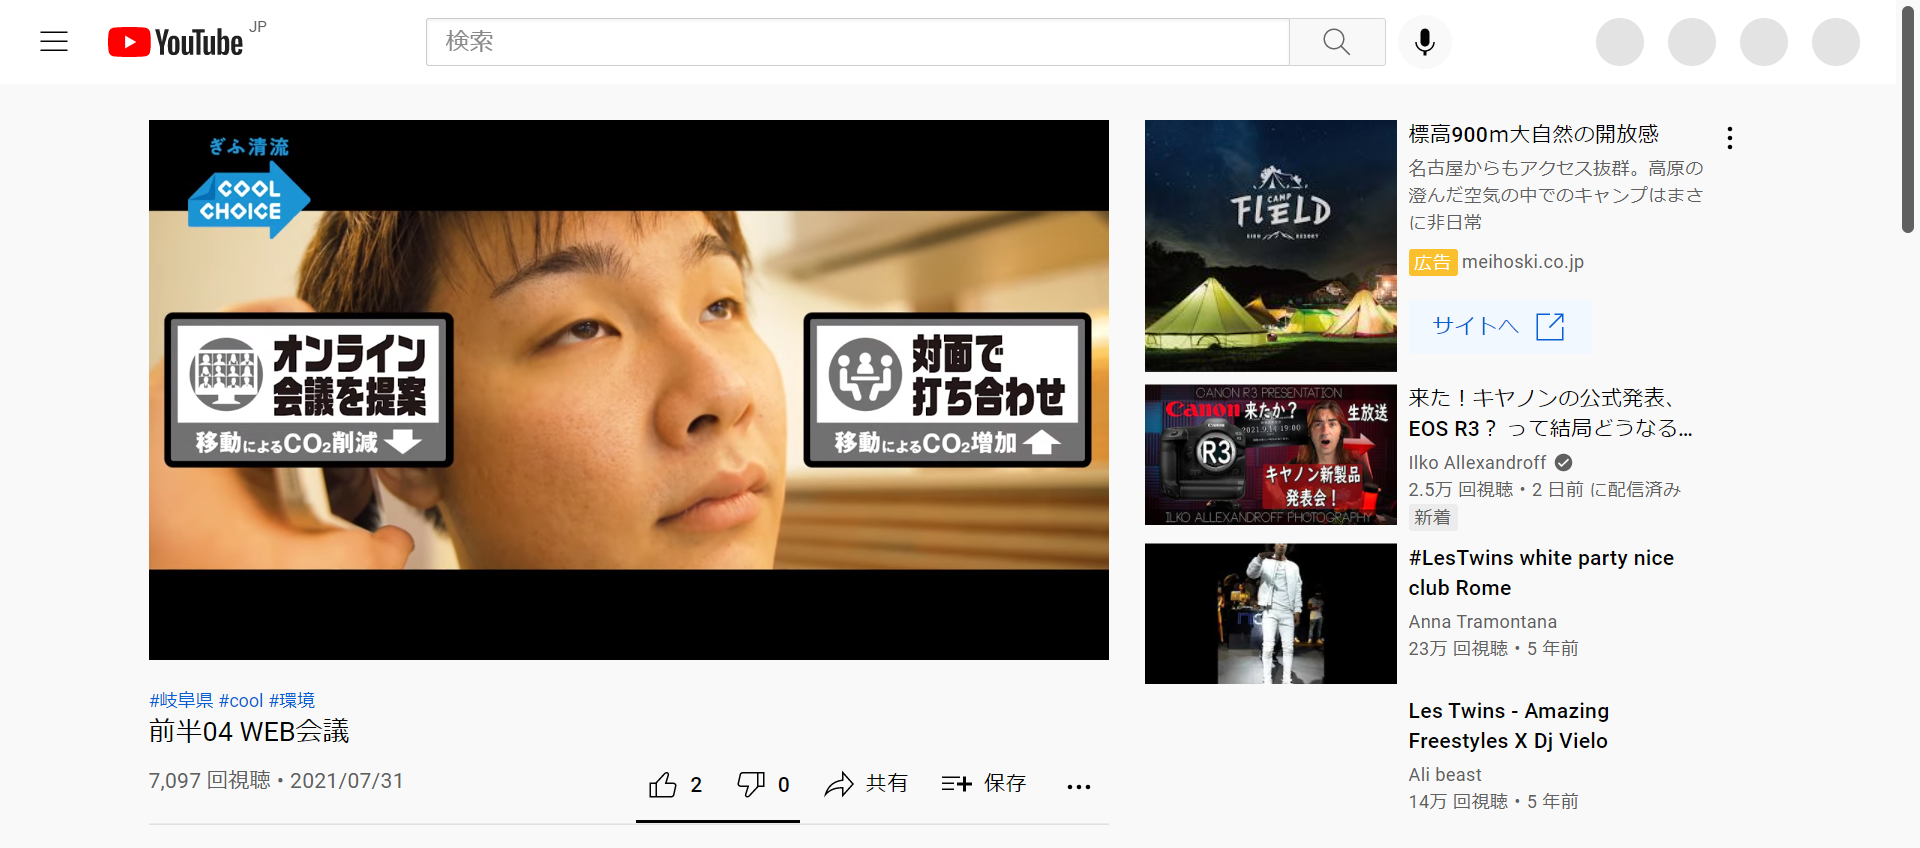 YouTube JP
検索
ぎふ清流
COOL
CHOICE
オンライン
会議を提案
移動によるCO₂削減
対面で
打ち合わせ
移動によるCO₂増加
#岐阜県 #cool #環境
前半04 WEB会議
7,097 回視聴・2021/07/31
2
0
共有
保存
CAMP
FIELD
標高900m大自然の開放感
名古屋からもアクセス抜群。高原の
澄んだ空気の中でのキャンプはまさ
に非日常
広告 meihoski.co.jp
サイトへ
CANON R3 PRESENTATION
Canon 来たか？
生放送
2021.9.14 19:00
Canon
R3
キヤノン新製品
発表会！
ILKO ALLEXANDROFF PHOTOGRAPHY
来た！キヤノンの公式発表、
EOS R3？ って結局どうなる...
Ilko Allexandroff
2.5万 回視聴・2 日前 に配信済み
新着
#LesTwins white party nice
club Rome
Anna Tramontana
23万 回視聴・5 年前
Les Twins - Amazing
Freestyles X Dj Vielo
Ali beast
14万 回視聴・5 年前